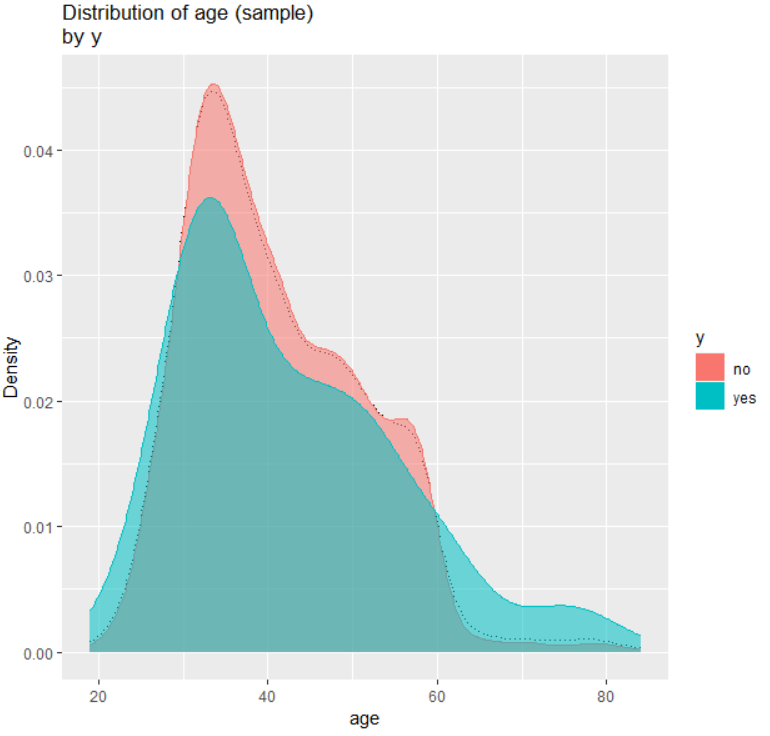 Distribution of age (sample)
by y
0.04
0.03
0.02
0.01
0.00
Density
20 40 60 80
age
y
no
yes